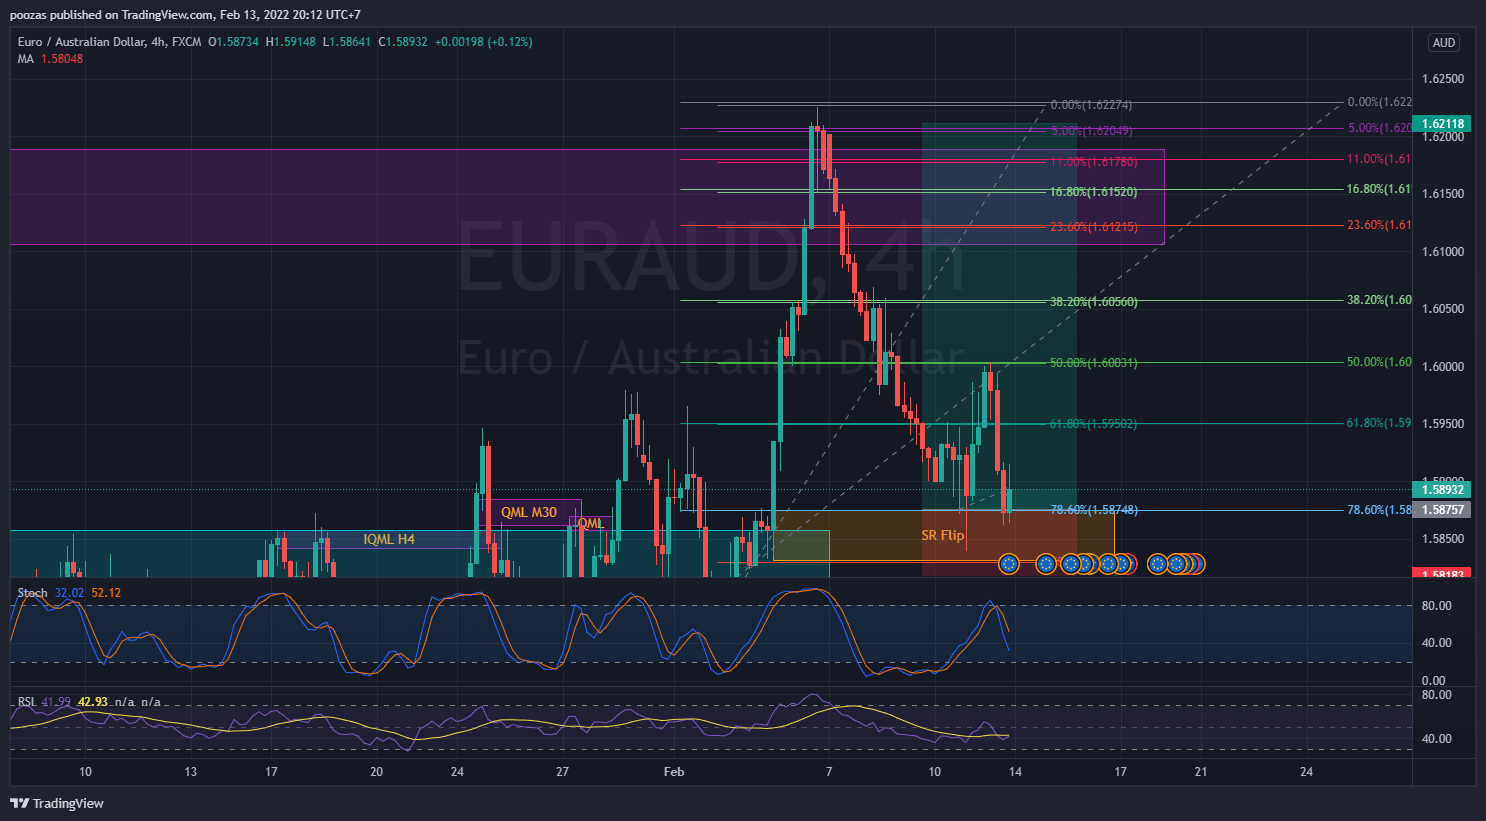 poozas published on TradingView.com, Feb 13, 2022 20:12 UTC+7
Euro / Australian Dollar, 4h, FXCM O1.58734 H1.59148 L1.58641 C1.58932 +0.00198 (+0.12%)
MA 1.58048
AUD
1.62500
1.62118
1.62000
1.61500
1.61000
1.60500
1.60000
1.59500
1.58932
1.58757
1.58500
1.58183
EURAUD, 4h
Euro / Australian Dollar
0.00%(1.62274)
5.00%(1.62049)
11.00%(1.61780)
16.80%(1.61520)
23.60%(1.61215)
38.20%(1.60560)
50.00%(1.60031)
61.80%(1.59502)
78.60%(1.58748)
0.00%(1.622
5.00%(1.620
11.00%(1.61
16.80%(1.61
23.60%(1.61
38.20%(1.60
50.00%(1.60
61.80%(1.59
78.60%(1.58
QML M30
QML
IQML H4
SR Flip
Stoch 32.02 52.12
80.00
40.00
0.00
RSI 41.99 42.93 n/a n/a
80.00
40.00
10 13 17 20 24 27 Feb 7 10 14 17 21 24
TradingView